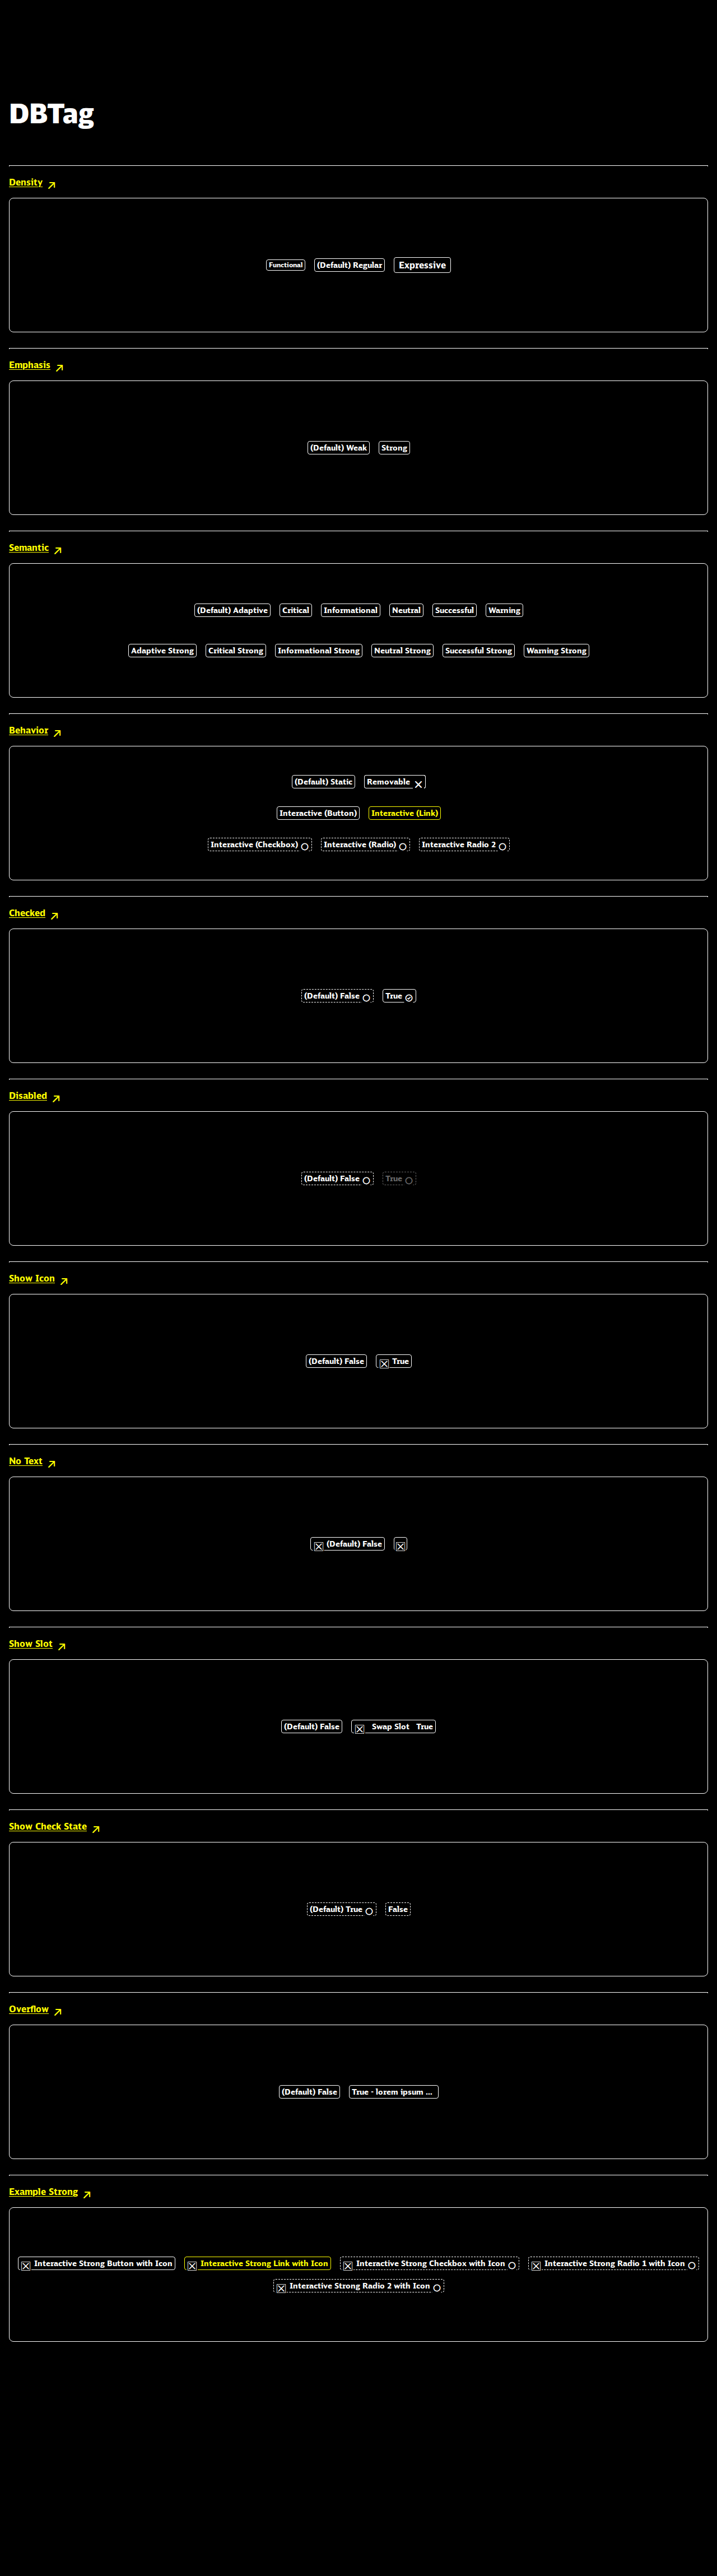 DBTag
Density
Functional (Default) Regular Expressive
Emphasis
(Default) Weak Strong
Semantic
(Default) Adaptive Critical Informational Neutral Successful Warning
Adaptive Strong Critical Strong Informational Strong Neutral Strong Successful Strong Warning Strong
Behavior
(Default) Static Removable
Interactive (Button) Interactive (Link)
Interactive (Checkbox) Interactive (Radio) Interactive Radio 2
Checked
(Default) False True
Disabled
(Default) False True
Show Icon
(Default) False True
No Text
(Default) False
Show Slot
(Default) False Swap Slot True
Show Check State
(Default) True False
Overflow
(Default) False True - lorem ipsum ...
Example Strong
Interactive Strong Button with Icon Interactive Strong Link with Icon Interactive Strong Checkbox with Icon Interactive Strong Radio 1 with Icon
Interactive Strong Radio 2 with Icon